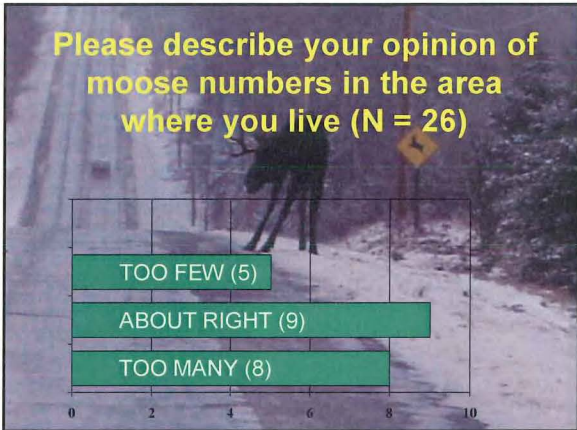 Please describe your opinion of
moose numbers in the area
where you live (N = 26)
TOO FEW (5)
ABOUT RIGHT (9)
TOO MANY (8)
0 2 4 6 8 10